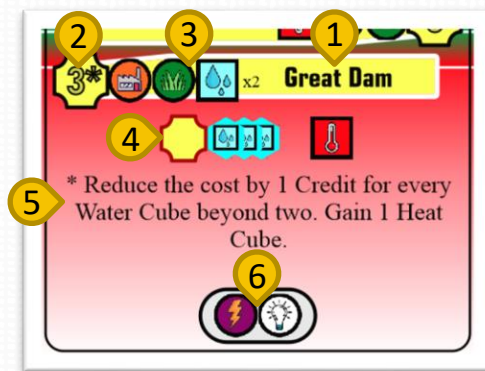 2
3
1
3*
x2
Great Dam
4
* Reduce the cost by 1 Credit for every
5
Water Cube beyond two. Gain 1 Heat
Cube.
6